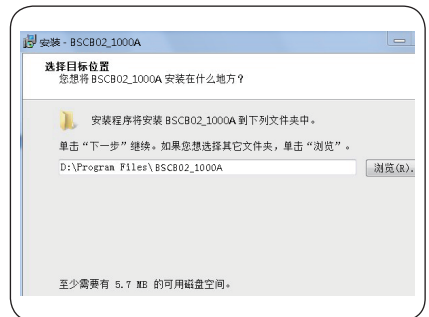 安装 - BSCB02_1000A
选择目标位置
您想将 BSCB02_1000A 安装在什么地方?
安装程序将安装 BSCB02_1000A 到下列文件夹中。
单击“下一步”继续。如果您想选择其它文件夹，单击“浏览”。
D:\Program Files\BSCB02_1000A
浏览(R).
至少需要有 5.7 MB 的可用磁盘空间。